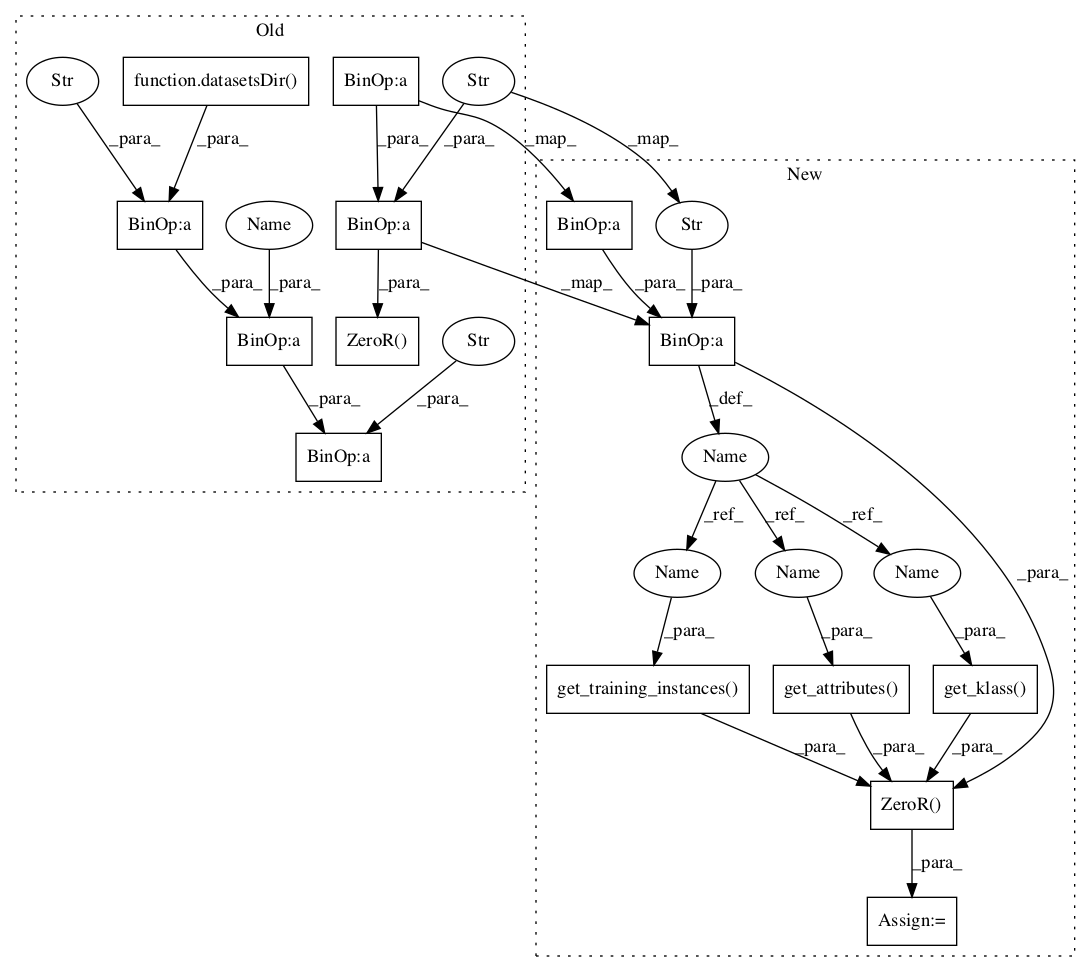 Old
Str
function.datasetsDir()
BinOp:a
Str
_para_
_para_
_para_
_para_
_map_
_map_
New
BinOp:a
Name
BinOp:a
BinOp:a
Str
_para_
_para_
_para_
_map_
_para_
_para_
BinOp:a
ZeroR()
Str
BinOp:a
_para_
_para_
_def_
BinOp:a
Name
_ref_
_ref_
_ref_
Name
Name
Name
_para_
_para_
_para_
_para_
get_training_instances()
get_attributes()
get_klass()
_para_
_para_
_para_
ZeroR()
_para_
Assign:=